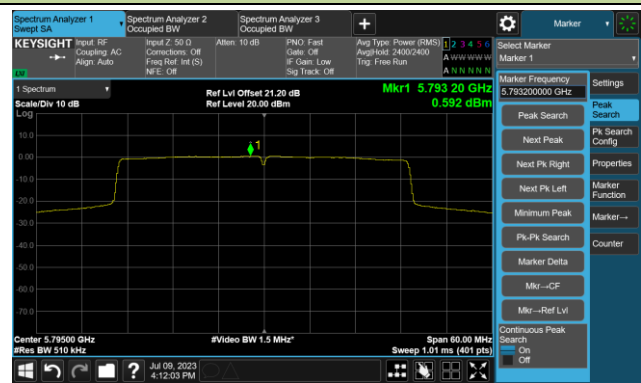 Spectrum Analyzer 1
Swept SA
Spectrum Analyzer 2
Occupied BW
Spectrum Analyzer 3
Occupied BW
+
Marker
KEYSIGHT
Input: RF
Coupling: AC
Align: Auto
Input Z: 50 Ω
Corrections: Off
Freq Ref: Int (S)
NFE: Off
Atten: 10 dB
PNO: Fast
Gate: Off
IF Gain: Low
Sig Track: Off
Avg Type: Power (RMS)
Avg|Hold: 2400/2400
Trig: Free Run
1 2 3 4 5 6
A W W W W W
A N N N N N
LXI
Select Marker
Marker 1
1 Spectrum
Scale/Div 10 dB
Log
Ref Lvl Offset 21.20 dB
Ref Level 20.00 dBm
Mkr1 5.793 20 GHz
0.592 dBm
1
10.0
0.00
-10.0
-20.0
-30.0
-40.0
-50.0
-60.0
-70.0
Center 5.79500 GHz
#Res BW 510 kHz
#Video BW 1.5 MHz*
Span 60.00 MHz
Sweep 1.01 ms (401 pts)
Marker Frequency
5.793200000 GHz
Peak Search
Next Peak
Next Pk Right
Next Pk Left
Minimum Peak
Pk-Pk Search
Marker Delta
Mkr→CF
Mkr→Ref Lvl
Continuous Peak
Search
On
Off
Settings
Peak
Search
Pk Search
Config
Properties
Marker
Function
Marker→
Counter
?
Jul 09, 2023
4:12:03 PM